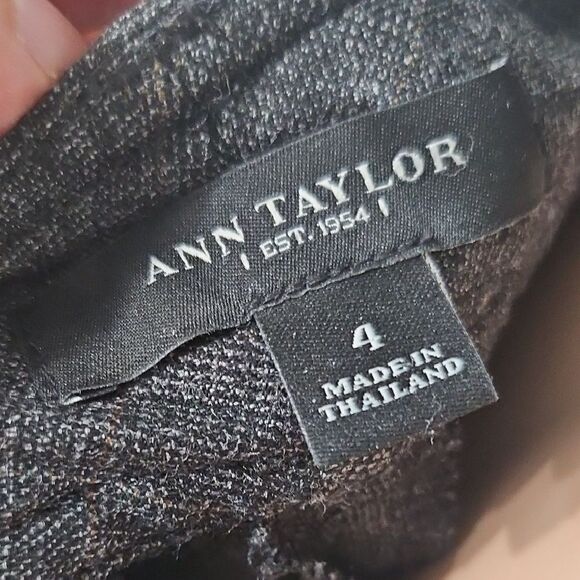 ANN TAYLOR
EST. 1954
4
MADE IN
THAILAND